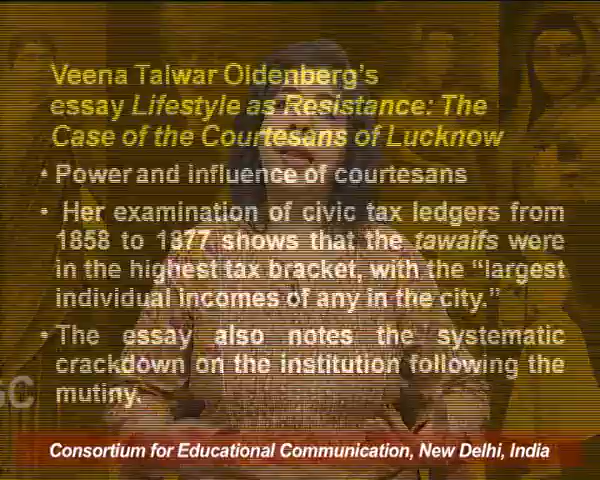 Veena Talwar Oldenberg's
essay Lifestyle as Resistance: The
Case of the Courtesans of Lucknow
• Power and influence of courtesans
• Her examination of civic tax ledgers from
1858 to 1877 shows that the tawaifs were
in the highest tax bracket, with the “largest
individual incomes of any in the city.”
• The essay also notes the systematic
crackdown on the institution following the
mutiny.
Consortium for Educational Communication, New Delhi, India